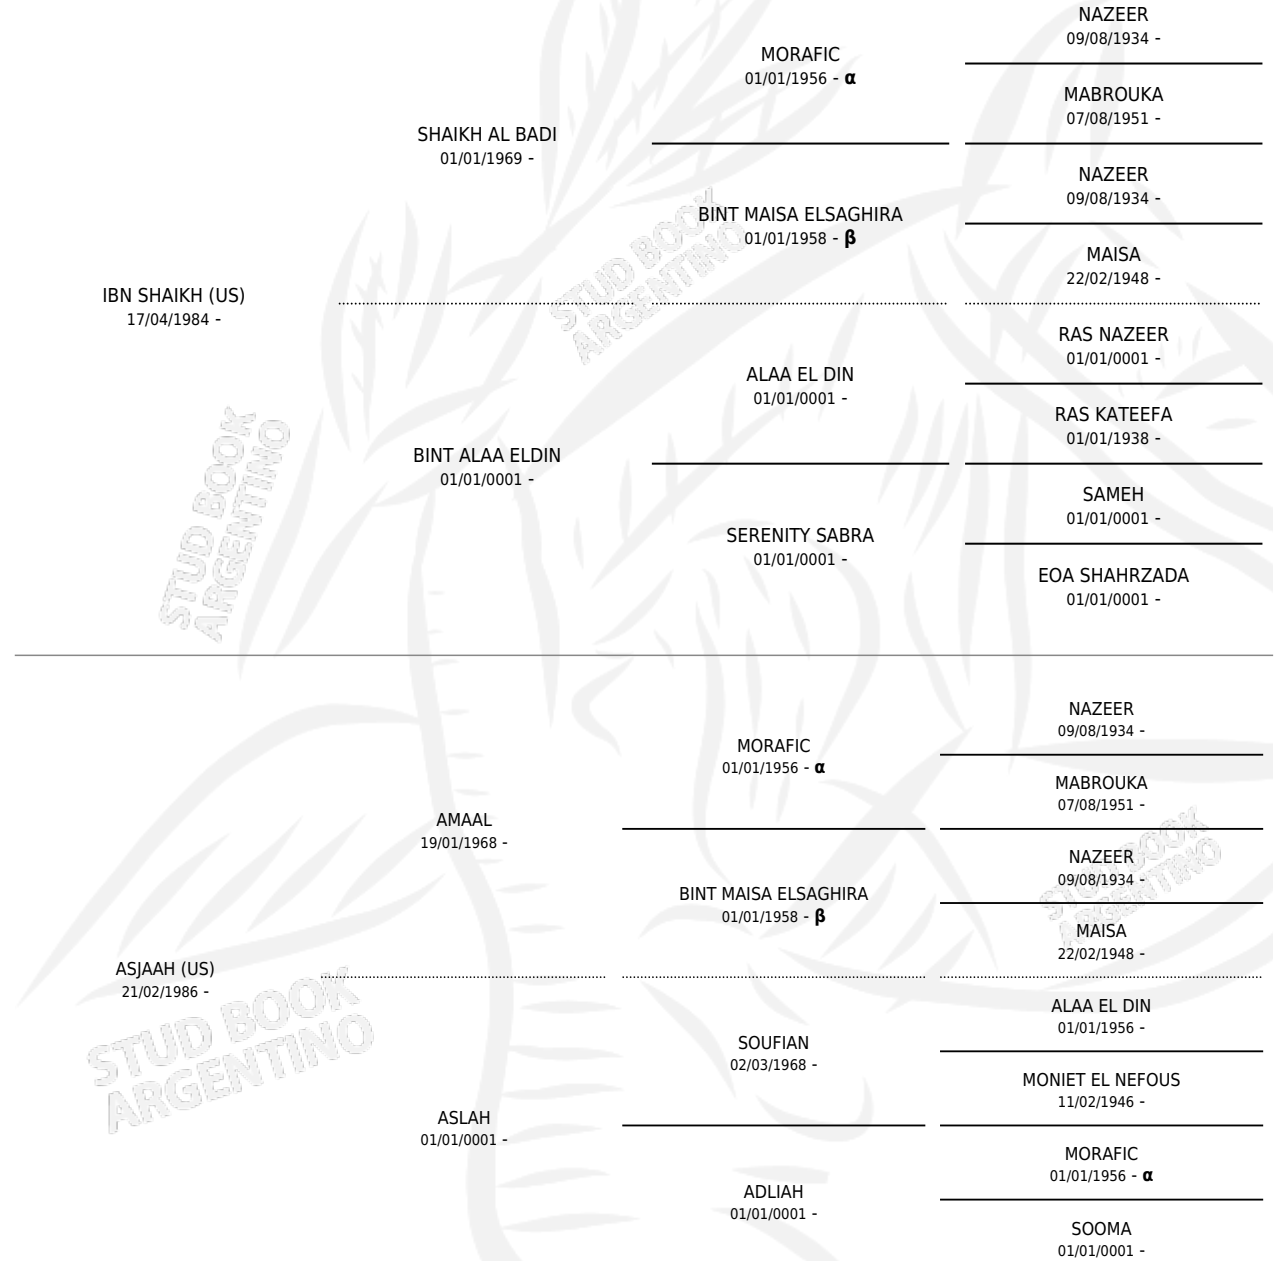 NAZEER
09/08/1934 -
MORAFIC
01/01/1956 - α
MABROUKA
07/08/1951 -
SHAIKH AL BADI
01/01/1969 -
NAZEER
09/08/1934 -
BINT MAISA ELSAGHIRA
01/01/1958 - β
MAISA
22/02/1948 -
IBN SHAIKH (US)
17/04/1984 -
RAS NAZEER
01/01/0001 -
ALAA EL DIN
01/01/0001 -
RAS KATEEFA
01/01/1938 -
BINT ALAA ELDIN
01/01/0001 -
SAMEH
01/01/0001 -
SERENITY SABRA
01/01/0001 -
EOA SHAHRZADA
01/01/0001 -
STUD BOOK
ARGENTINO
STUD BOOK
ARGENTINO
NAZEER
09/08/1934 -
MORAFIC
01/01/1956 - α
MABROUKA
07/08/1951 -
AMAAL
19/01/1968 -
NAZEER
09/08/1934 -
BINT MAISA ELSAGHIRA
01/01/1958 - β
MAISA
22/02/1948 -
ASJAAH (US)
21/02/1986 -
ALAA EL DIN
01/01/1956 -
SOUFIAN
02/03/1968 -
MONIET EL NEFOUS
11/02/1946 -
ASLAH
01/01/0001 -
MORAFIC
01/01/1956 - α
ADLIAH
01/01/0001 -
SOOMA
01/01/0001 -
STUD BOOK
ARGENTINO
STUD BOOK
ARGENTINO